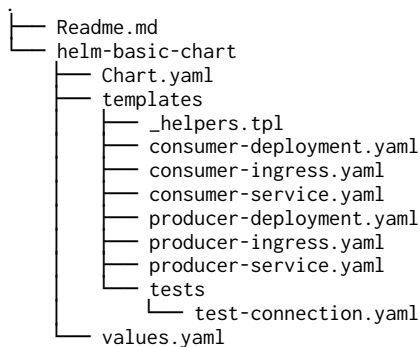 .
├── Readme.md
└── helm-basic-chart
    ├── Chart.yaml
    ├── templates
    │   ├── _helpers.tpl
    │   ├── consumer-deployment.yaml
    │   ├── consumer-ingress.yaml
    │   ├── consumer-service.yaml
    │   ├── producer-deployment.yaml
    │   ├── producer-ingress.yaml
    │   ├── producer-service.yaml
    │   └── tests
    │       └── test-connection.yaml
    └── values.yaml